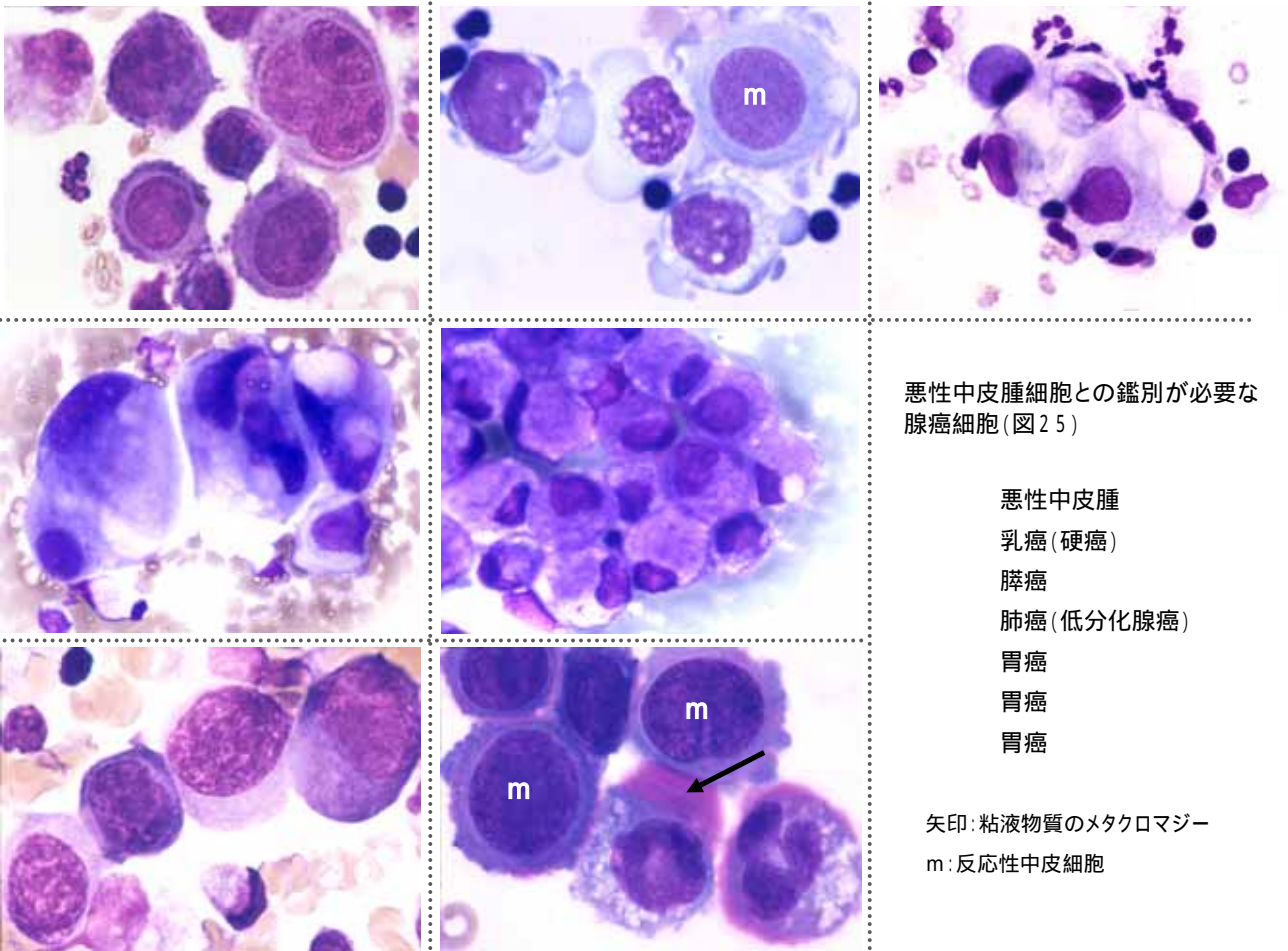 m
悪性中皮腫細胞との鑑別が必要な
腺癌細胞(図25)
悪性中皮腫
乳癌(硬癌)
膵癌
肺癌(低分化腺癌)
胃癌
胃癌
胃癌
m
m
矢印:粘液物質のメタクロマジー
m:反応性中皮細胞